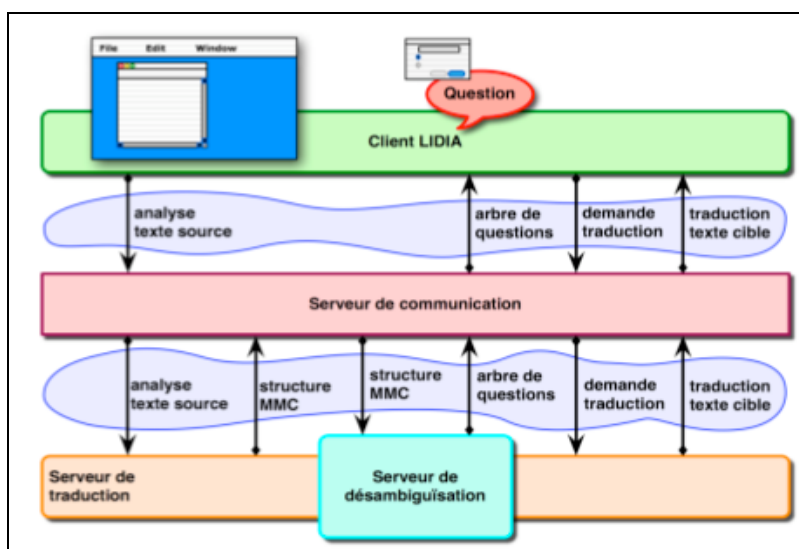 File Edit Window
Question
Client LIDIA
analyse
texte source
arbre de
questions
demande
traduction
traduction
texte cible
Serveur de communication
analyse
texte source
structure
MMC
structure
MMC
arbre de
questions
demande
traduction
traduction
texte cible
Serveur de
traduction
Serveur de
désambiguïsation